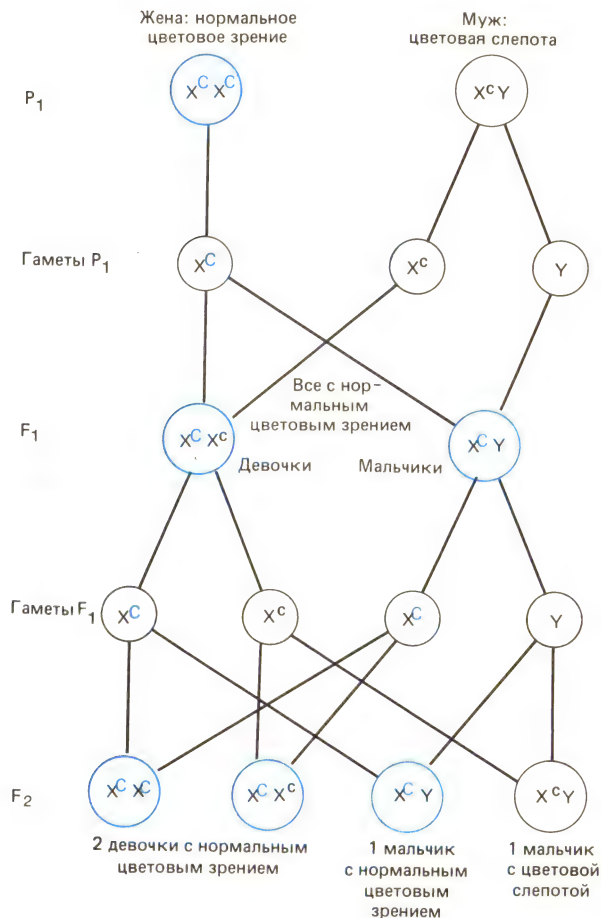 Жена: нормальное
цветовое зрение
Муж:
цветовая слепота
P₁
Xᶜ Xᶜ
XᶜY
Гаметы P₁
Xᶜ
Xᶜ
Y
Все с нор-
мальным
цветовым зрением
F₁
Xᶜ Xᶜ
Девочки
Мальчики
Xᶜ Y
Гаметы F₁
Xᶜ
Xᶜ
Xᶜ
Y
F₂
Xᶜ Xᶜ
Xᶜ Xᶜ
Xᶜ Y
XᶜY
2 девочки с нормальным
цветовым зрением
1 мальчик
с нормальным
цветовым
зрением
1 мальчик
с цветовой
слепотой